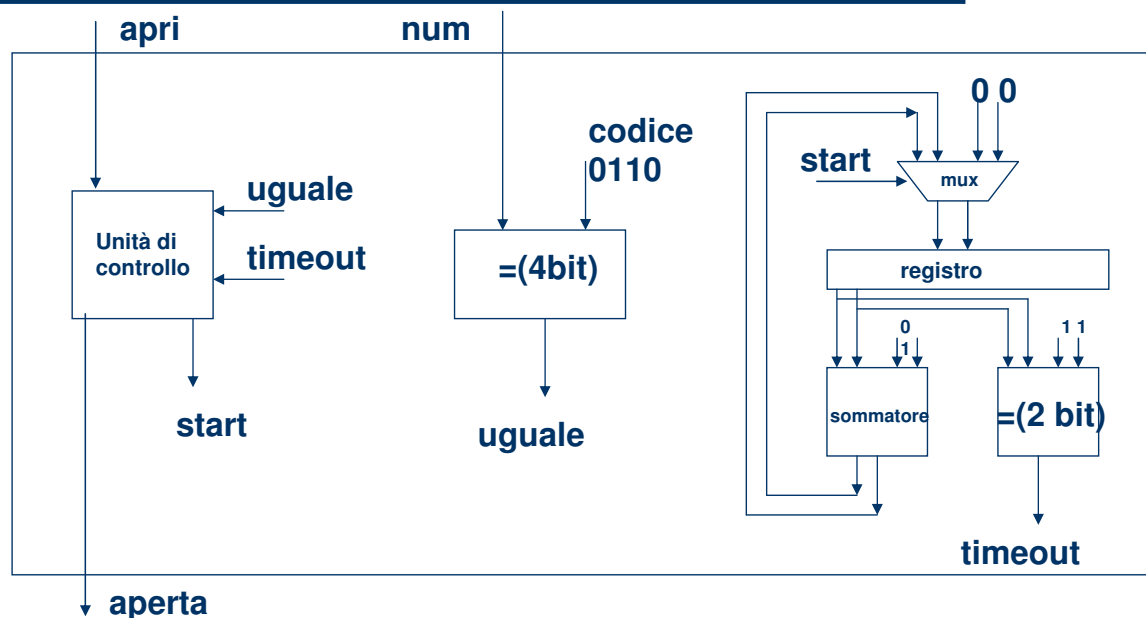 apri
num
0 0
codice
0110
start
mux
uguale
timeout
Unità di
controllo
=(4bit)
registro
0
1
1 1
sommatore
=(2 bit)
start
uguale
timeout
aperta